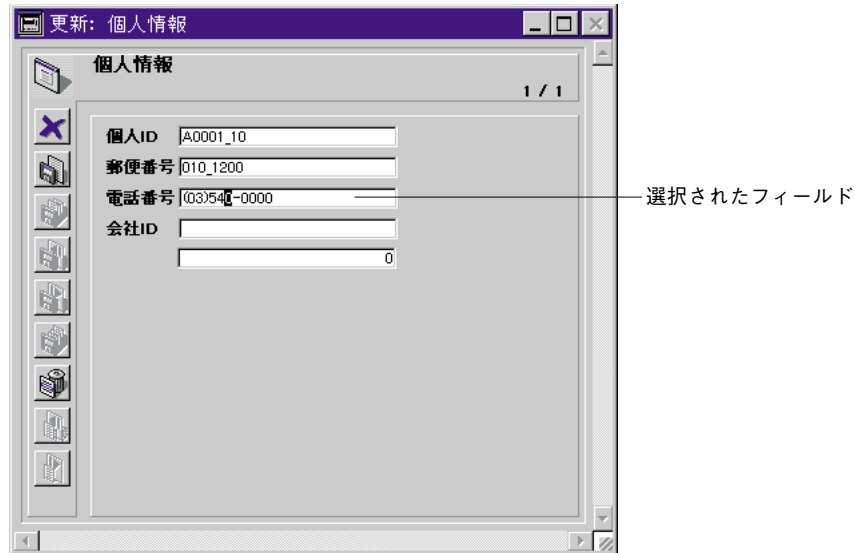 更新: 個人情報
個人情報
1 / 1
個人ID A0001_10
郵便番号 010_1200
電話番号 (03)540-0000
選択されたフィールド
会社ID
0